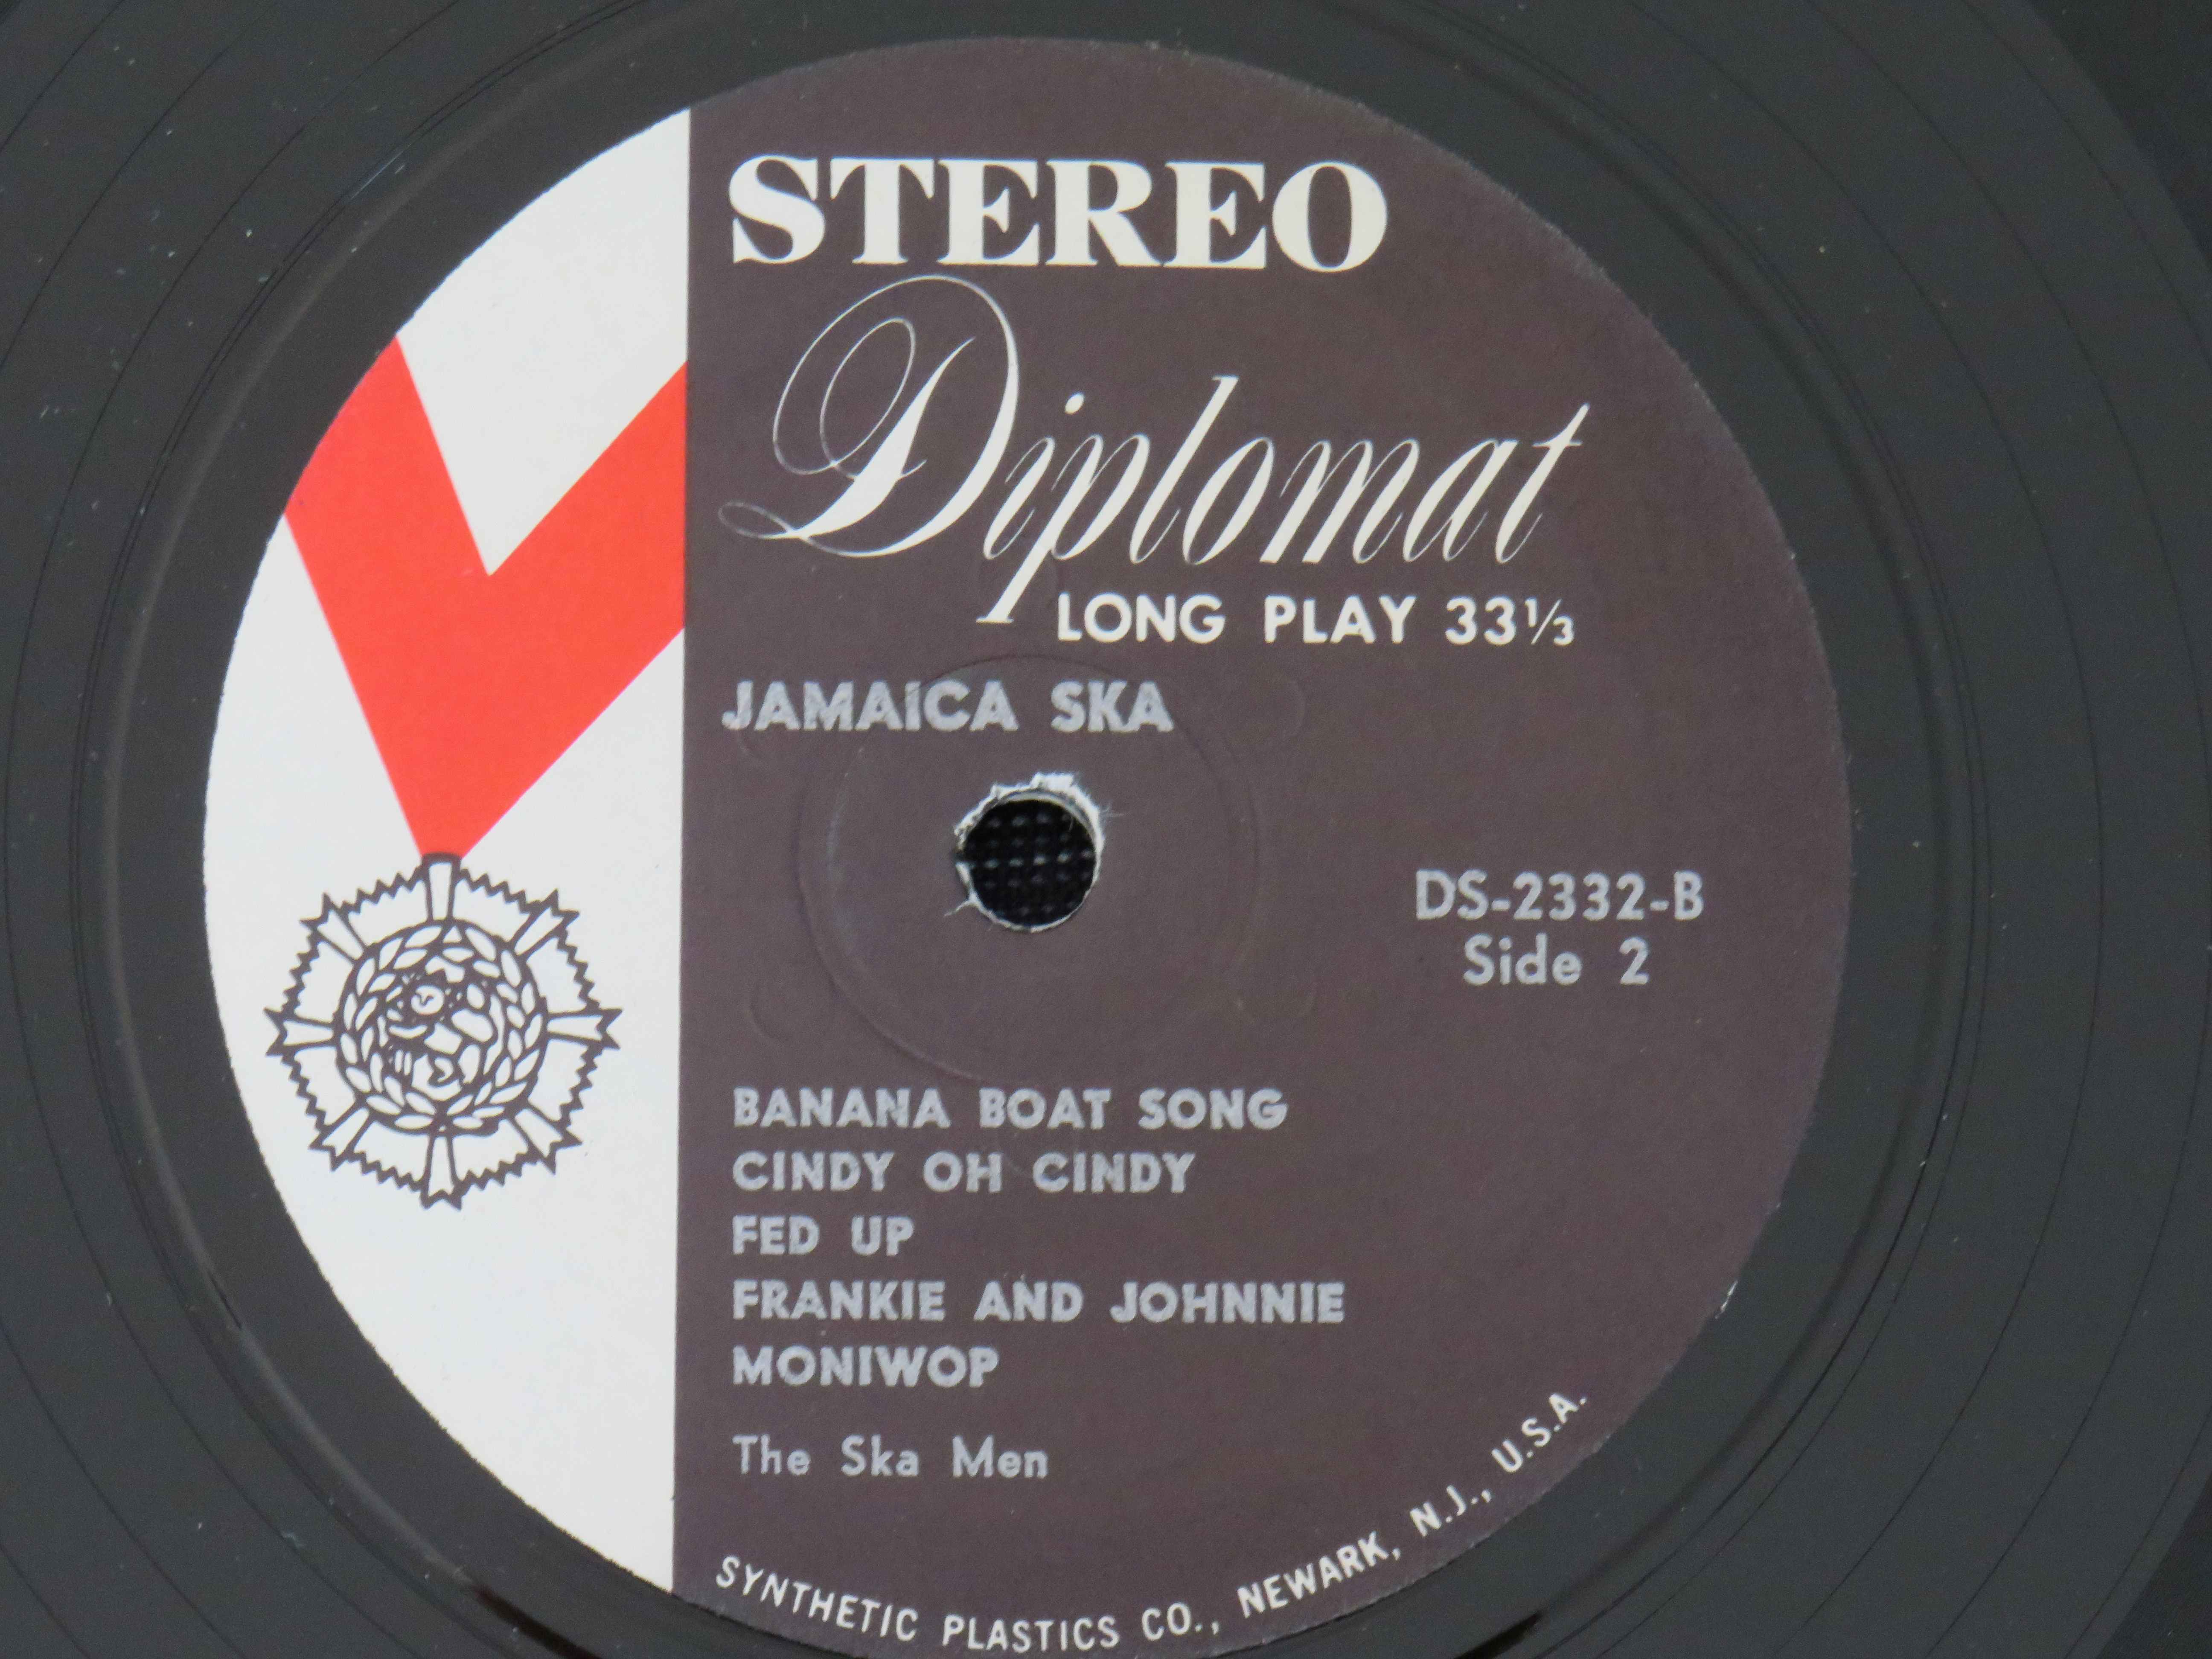 STEREO
Diplomat
LONG PLAY 33⅓
JAMAICA SKA
DS-2332-B
Side 2
BANANA BOAT SONG
CINDY OH CINDY
FED UP
FRANKIE AND JOHNNIE
MONIWOP
The Ska Men
SYNTHETIC PLASTICS CO., NEWARK, N.J., U.S.A.